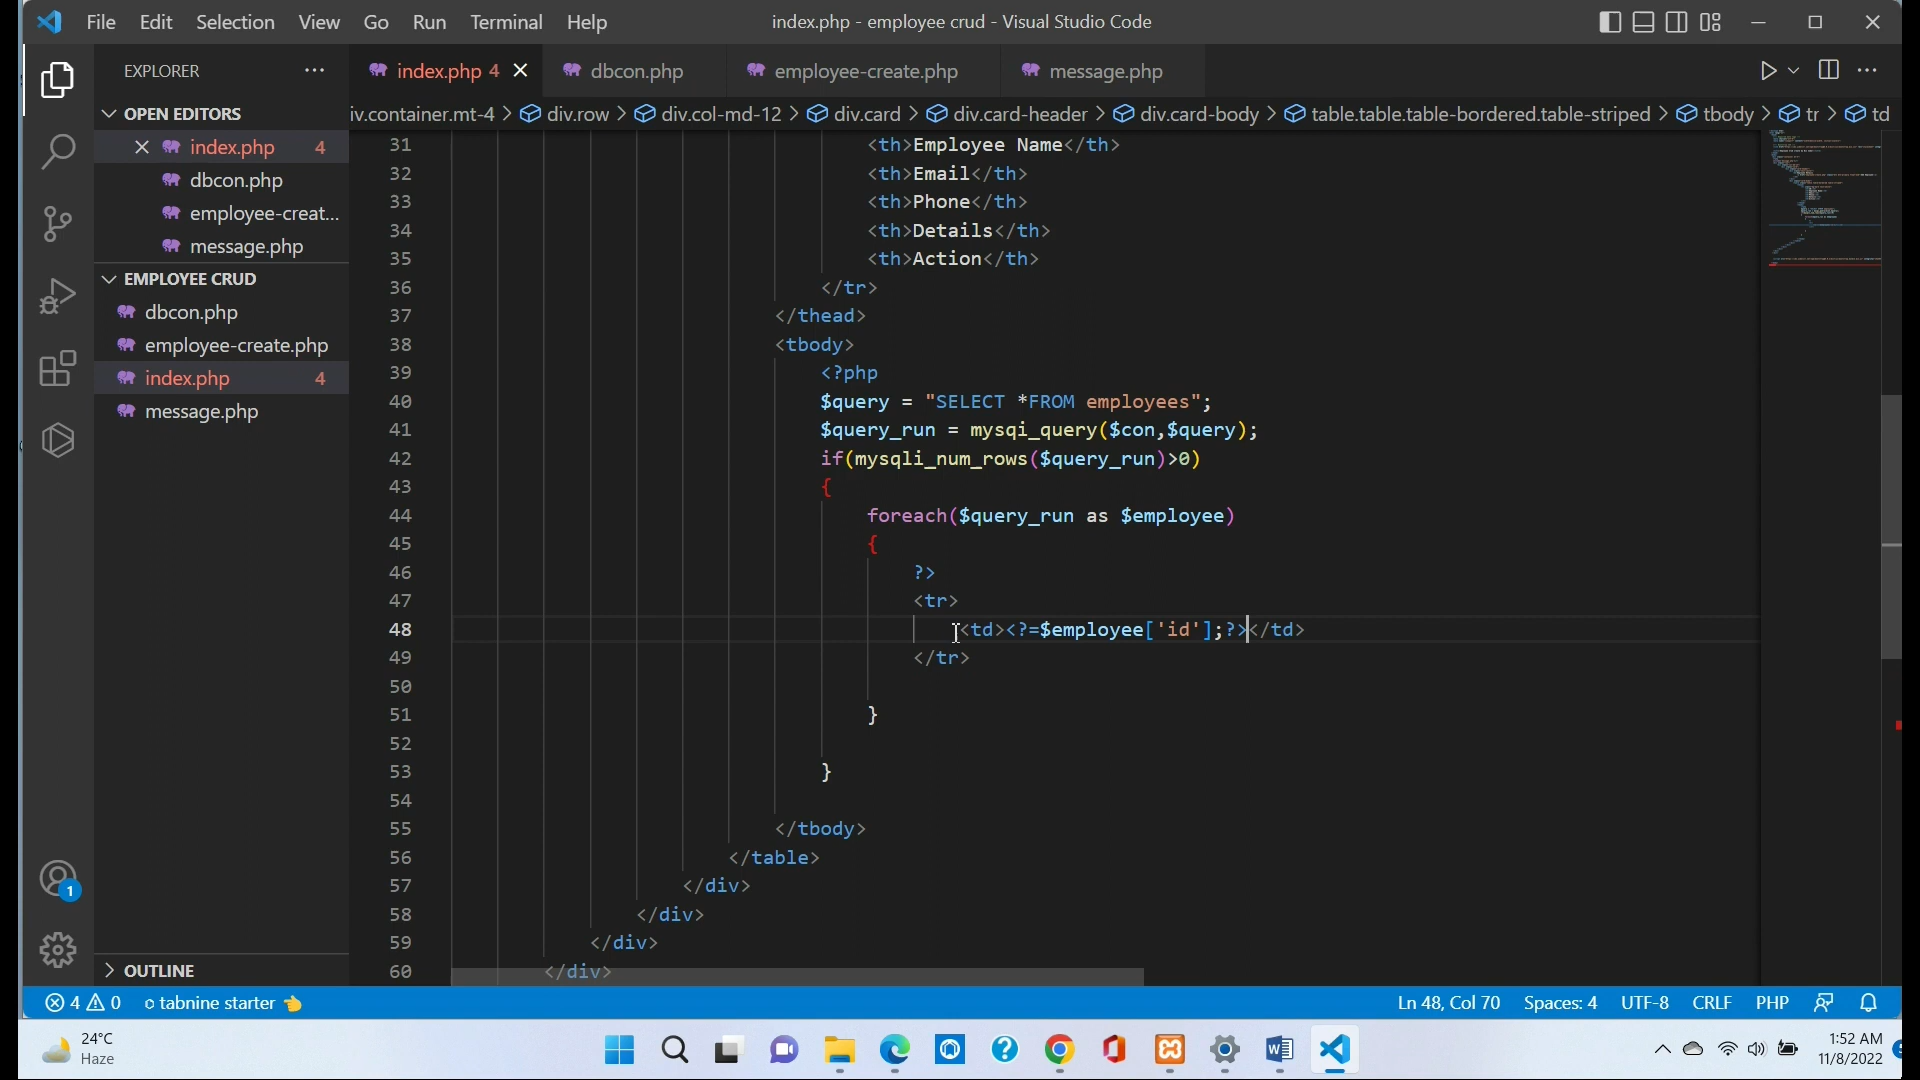 File Edit Selection View Go Run Terminal Help
index.php - employee crud - Visual Studio Code
EXPLORER
index.php 4
dbcon.php
employee-create.php
message.php
OPEN EDITORS
index.php 4
dbcon.php
employee-creat...
message.php
EMPLOYEE CRUD
dbcon.php
employee-create.php
index.php 4
message.php
OUTLINE
iv.container.mt-4 > div.row > div.col-md-12 > div.card > div.card-header > div.card-body > table.table.table-bordered.table-striped > tbody > tr > td
31 <th>Employee Name</th>
32 <th>Email</th>
33 <th>Phone</th>
34 <th>Details</th>
35 <th>Action</th>
36 </tr>
37 </thead>
38 <tbody>
39 <?php
40 $query = "SELECT *FROM employees";
41 $query_run = mysqi_query($con,$query);
42 if(mysqli_num_rows($query_run)>0)
43 {
44 foreach($query_run as $employee)
45 {
46 ?>
47 <tr>
48 <td><?=$employee['id'];?></td>
49 </tr>
50
51 }
52
53 }
54
55 </tbody>
56 </table>
57 </div>
58 </div>
59 </div>
60 </div>
1
4 0 tabnine starter
Ln 48, Col 70 Spaces: 4 UTF-8 CRLF PHP
24°C
Haze
1:52 AM
11/8/2022